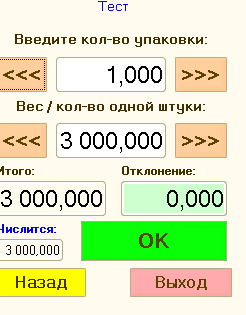 Тест
Введите кол-во упаковки:
<<< 1,000 >>>
Вес / кол-во одной штуки:
<<< 3 000,000 >>>
Итого: Отклонение:
3 000,000 0,000
Числится:
3 000,000 OK
Назад Выход